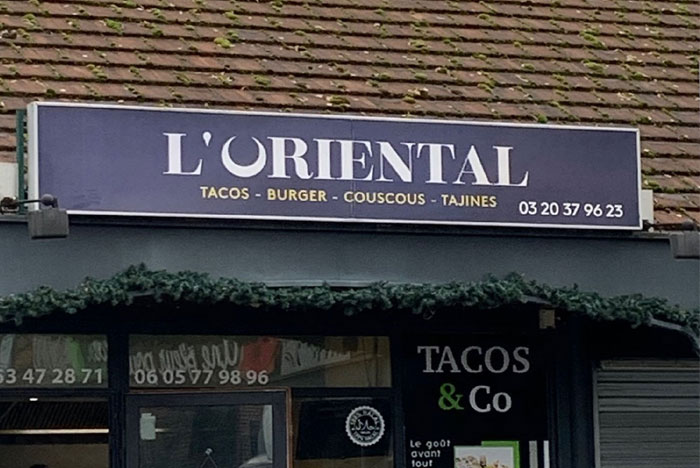 L'ORIENTAL
TACOS - BURGER - COUSCOUS - TAJINES
03 20 37 96 23
53 47 28 71
06 05 77 98 96
TACOS
& Co
Le goût
avant
tout